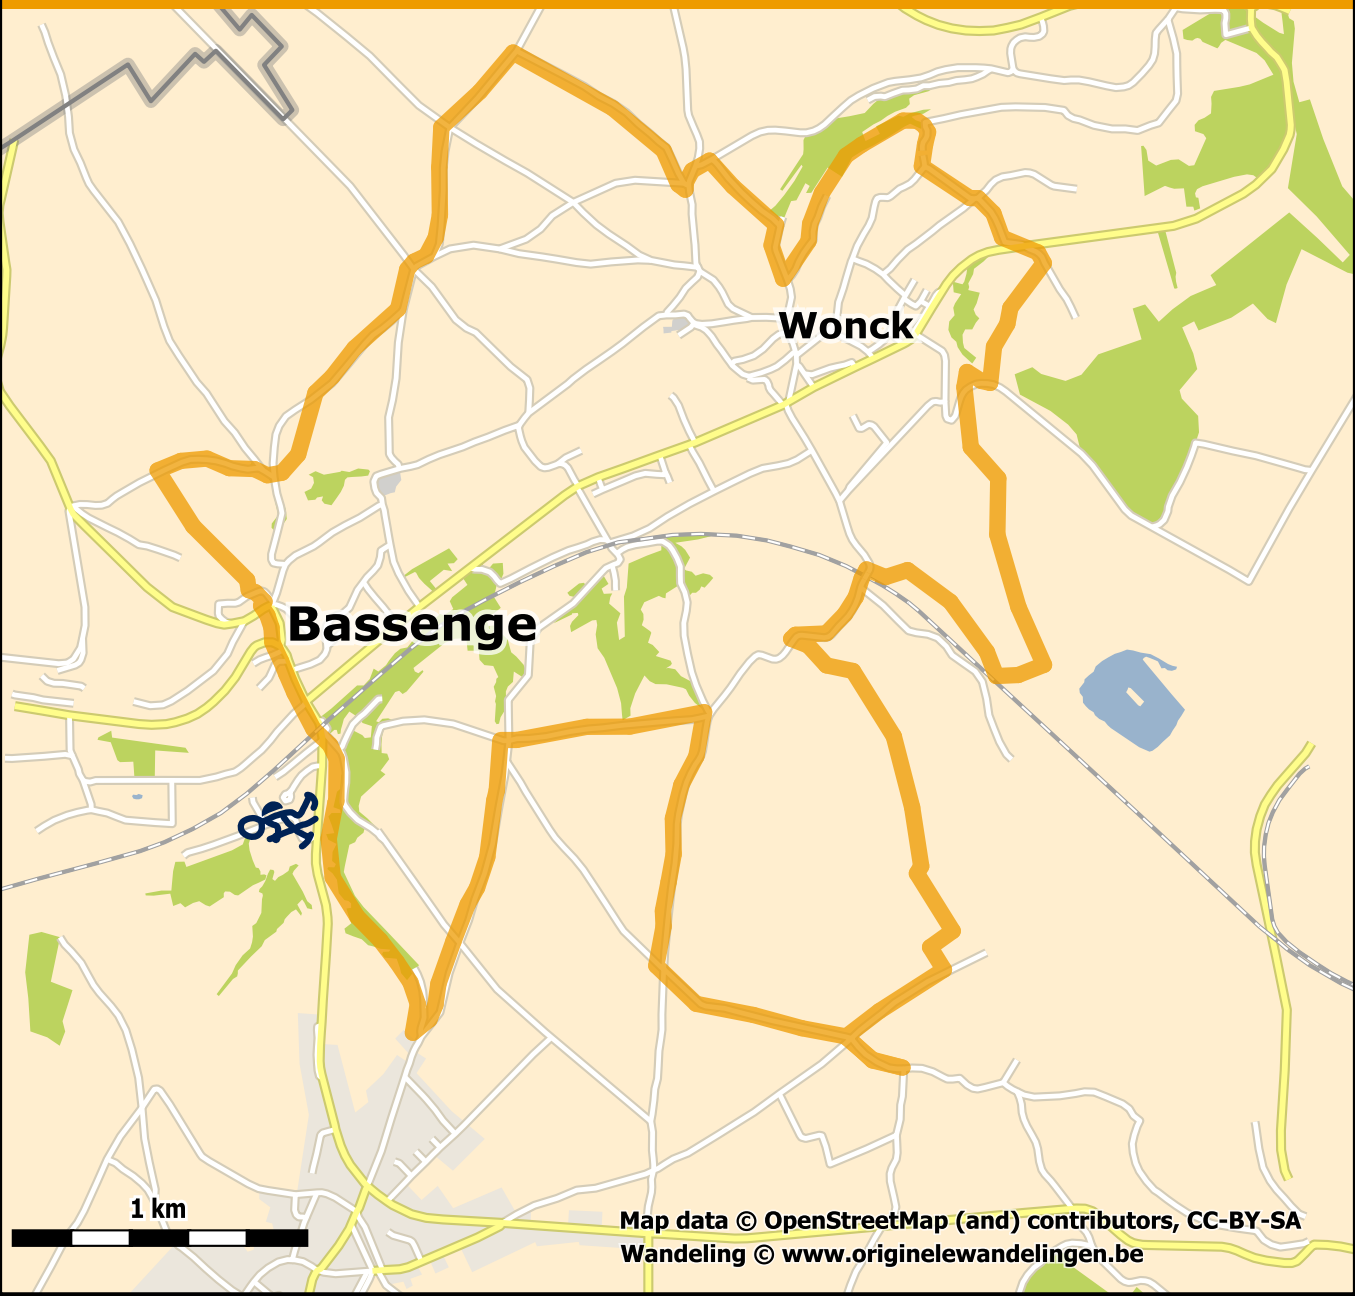 Wonck
Bassenge
1 km
Map data © OpenStreetMap (and) contributors, CC-BY-SA
Wandeling © www.originelewandelingen.be